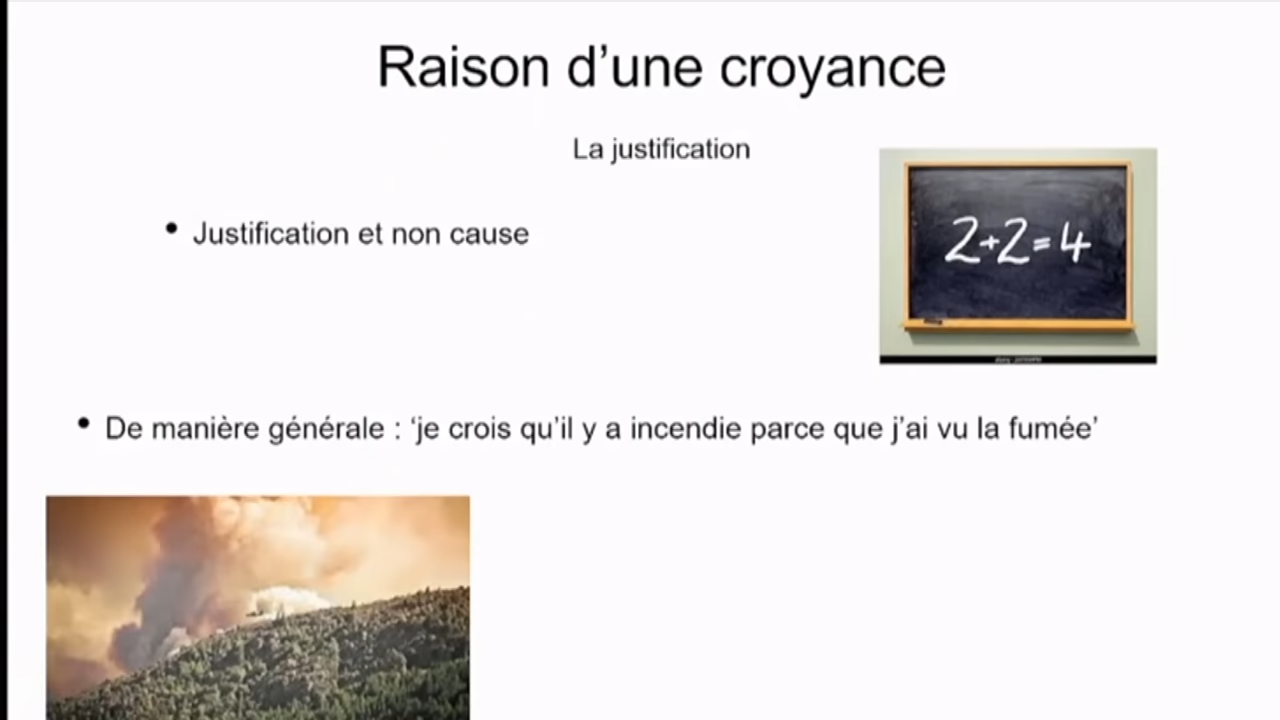 Raison d’une croyance
La justification
• Justification et non cause
2+2=4
• De manière générale : ‘je crois qu’il y a incendie parce que j’ai vu la fumée’